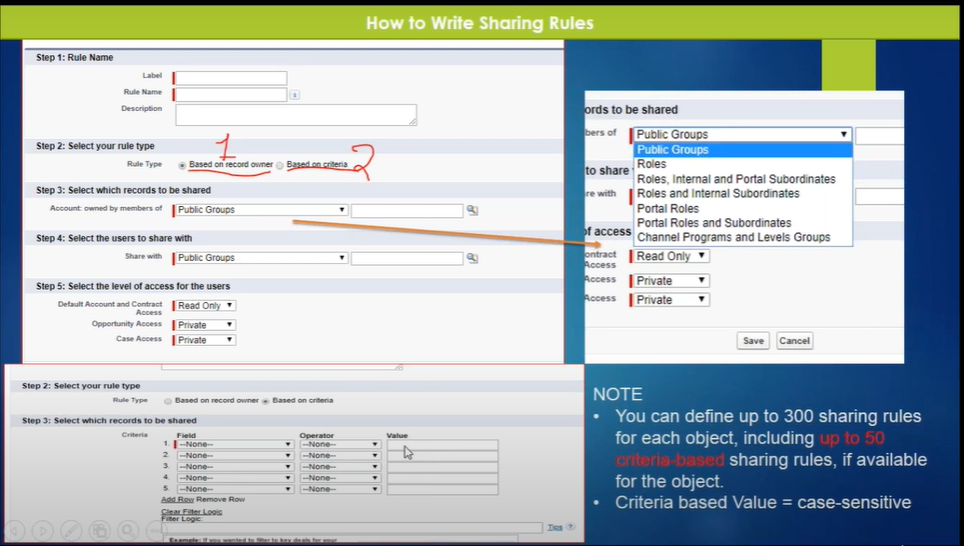 How to Write Sharing Rules
Step 1: Rule Name
Label
Rule Name
i
Description
Step 2: Select your rule type
1
Rule Type Based on record owner Based on criteria 2
Step 3: Select which records to be shared
Account: owned by members of Public Groups
Step 4: Select the users to share with
Share with Public Groups
Step 5: Select the level of access for the users
Default Account and Contract Access Read Only
Opportunity Access Private
Case Access Private
ords to be shared
bers of Public Groups
Public Groups
Roles
Roles, Internal and Portal Subordinates
Roles and Internal Subordinates
Portal Roles
Portal Roles and Subordinates
Channel Programs and Levels Groups
to share
re with
of access
ontract Access Read Only
Access Private
Access Private
Save Cancel
Step 2: Select your rule type
Rule Type Based on record owner Based on criteria
Step 3: Select which records to be shared
Criteria Field Operator Value
1. --None-- --None--
2. --None-- --None--
3. --None-- --None--
4. --None-- --None--
5. --None-- --None--
Add Row Remove Row
Clear Filter Logic
Filter Logic:
Tips ?
Example: If you wanted to filter to key deals for your
NOTE
• You can define up to 300 sharing rules
for each object, including up to 50
criteria-based sharing rules, if available
for the object.
• Criteria based Value = case-sensitive